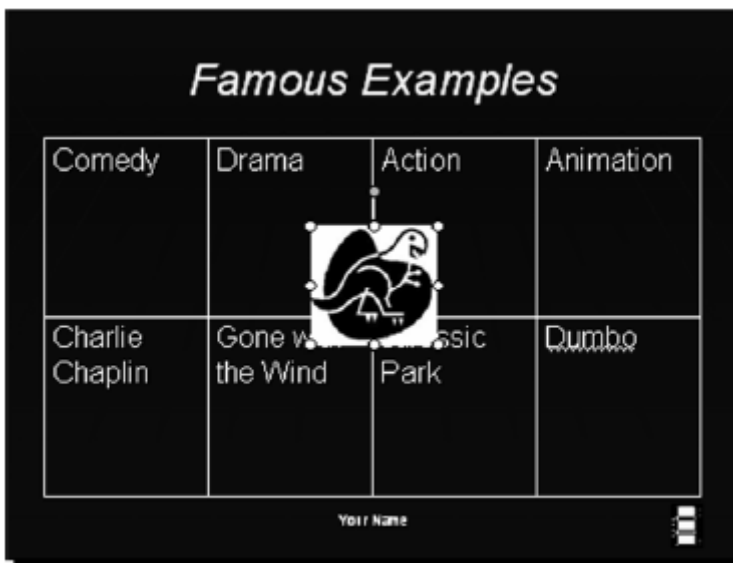 Famous Examples
Comedy Drama Action Animation
Charlie Gone Dumbo
Chaplin the Wind Park
Your Name